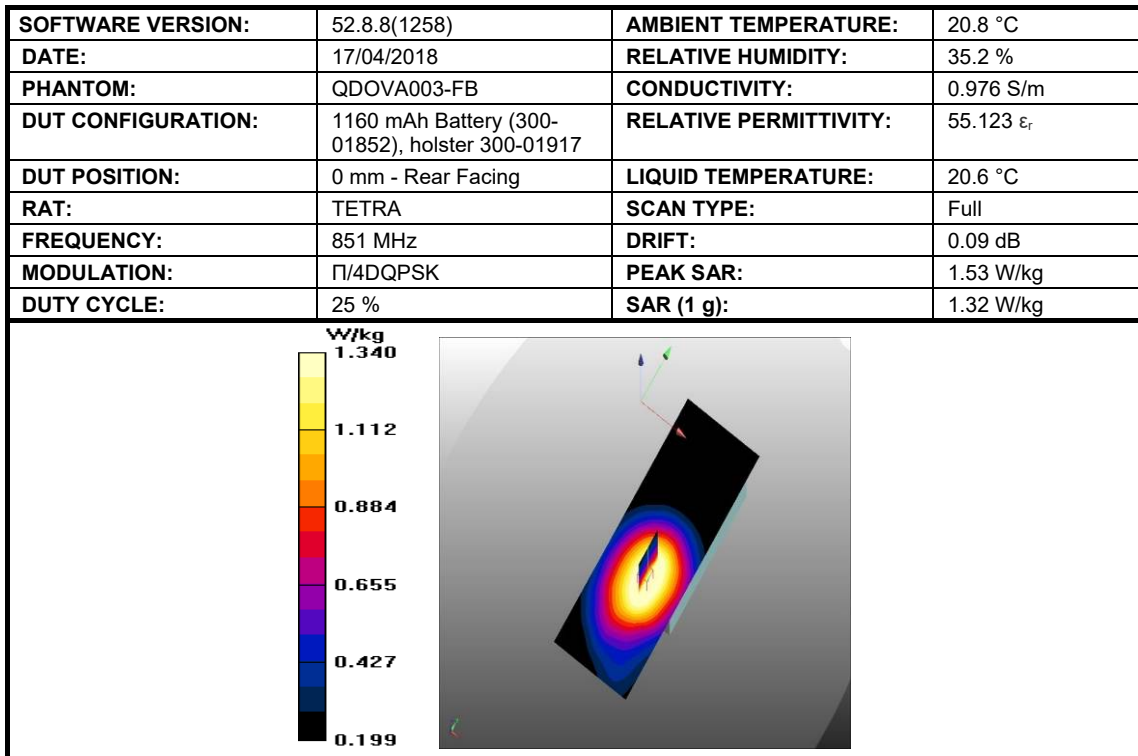 SOFTWARE VERSION: 52.8.8(1258) AMBIENT TEMPERATURE: 20.8 °C
DATE: 17/04/2018 RELATIVE HUMIDITY: 35.2 %
PHANTOM: QDOVA003-FB CONDUCTIVITY: 0.976 S/m
DUT CONFIGURATION: 1160 mAh Battery (300-
01852), holster 300-01917
RELATIVE PERMITTIVITY: 55.123 εr
DUT POSITION: 0 mm - Rear Facing LIQUID TEMPERATURE: 20.6 °C
RAT: TETRA SCAN TYPE: Full
FREQUENCY: 851 MHz DRIFT: 0.09 dB
MODULATION: Π/4DQPSK PEAK SAR: 1.53 W/kg
DUTY CYCLE: 25 % SAR (1 g): 1.32 W/kg
W/kg
1.340
1.112
0.884
0.655
0.427
0.199